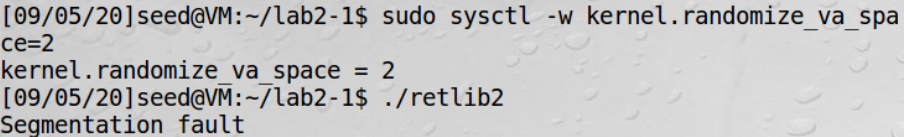 [09/05/20]seed@VM:~/lab2-1$ sudo sysctl -w kernel.randomize_va_spa
ce=2
kernel.randomize_va_space = 2
[09/05/20]seed@VM:~/lab2-1$ ./retlib2
Segmentation fault